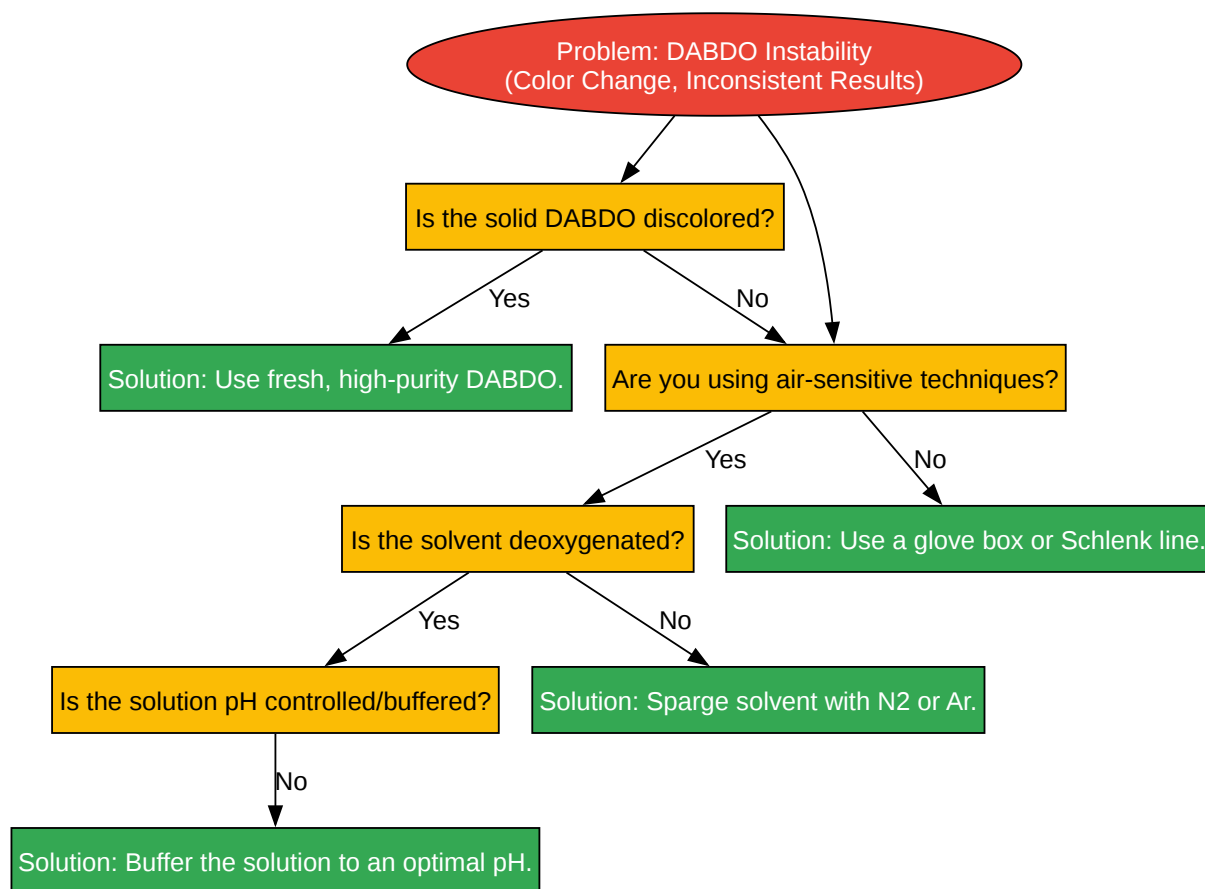 Problem: DABDO Instability
(Color Change, Inconsistent Results)
Is the solid DABDO discolored?
Yes
No
Solution: Use fresh, high-purity DABDO.
Are you using air-sensitive techniques?
Yes
No
Is the solvent deoxygenated?
Solution: Use a glove box or Schlenk line.
Yes
No
Is the solution pH controlled/buffered?
Solution: Sparge solvent with N2 or Ar.
No
Solution: Buffer the solution to an optimal pH.